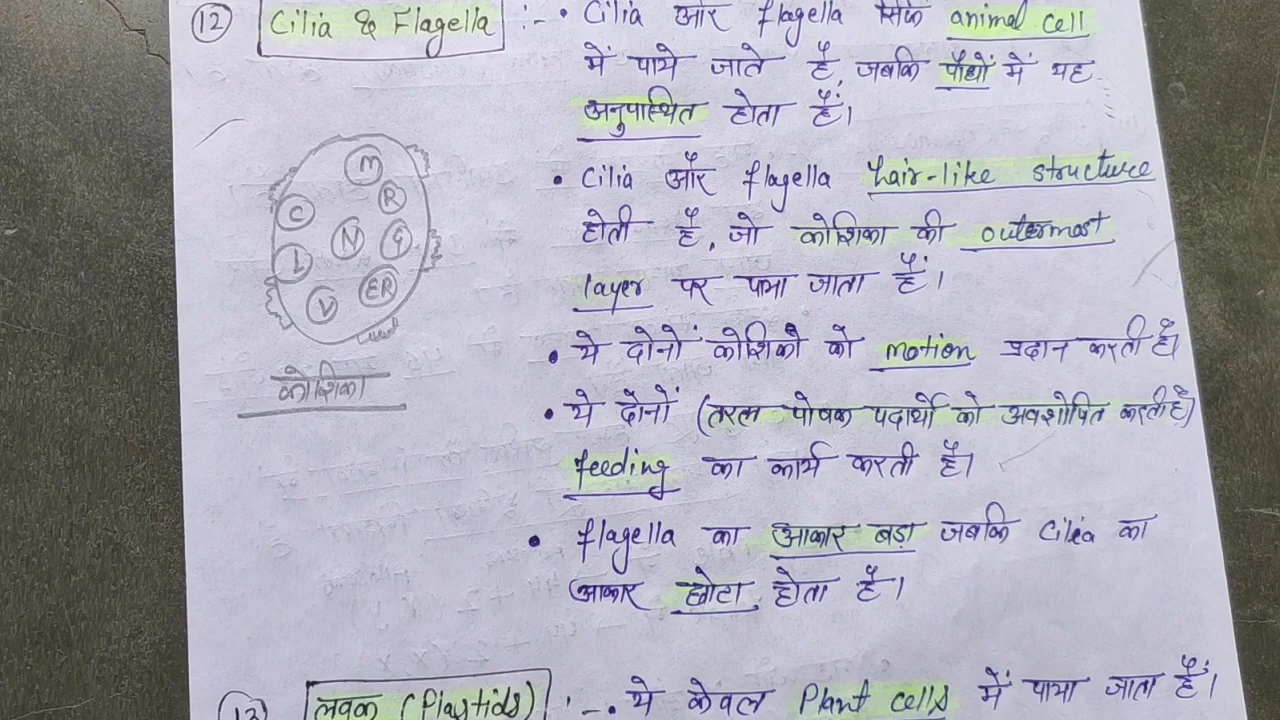 12 Cilia & Flagella :- • Cilia और flagella सिर्फ animal cell
में पाये जाते है, जबकि पौधों में यह
अनुपास्थित होता है।
• Cilia और flagella hair-like structure
होती है, जो कोशिका की outermost
layer पर पाया जाता है।
• ये दोनों कोशिको को motion प्रदान करती है।
• ये दोनों (तरल पोषक पदार्थो को अवशोषित करती है)
feeding का कार्य करती है।
• flagella का आकार बड़ा जबकि Cilia का
आकार छोटा होता है।
M
C R
N G
L
V ER
कोशिका
13 लवक (Plastids) :- • ये केवल Plant cells में पाया जाता है।